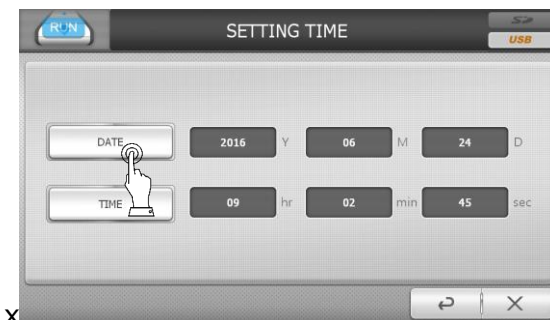 RUN SETTING TIME SD
USB
DATE 2016 Y 06 M 24 D
TIME 09 hr 02 min 45 sec
X